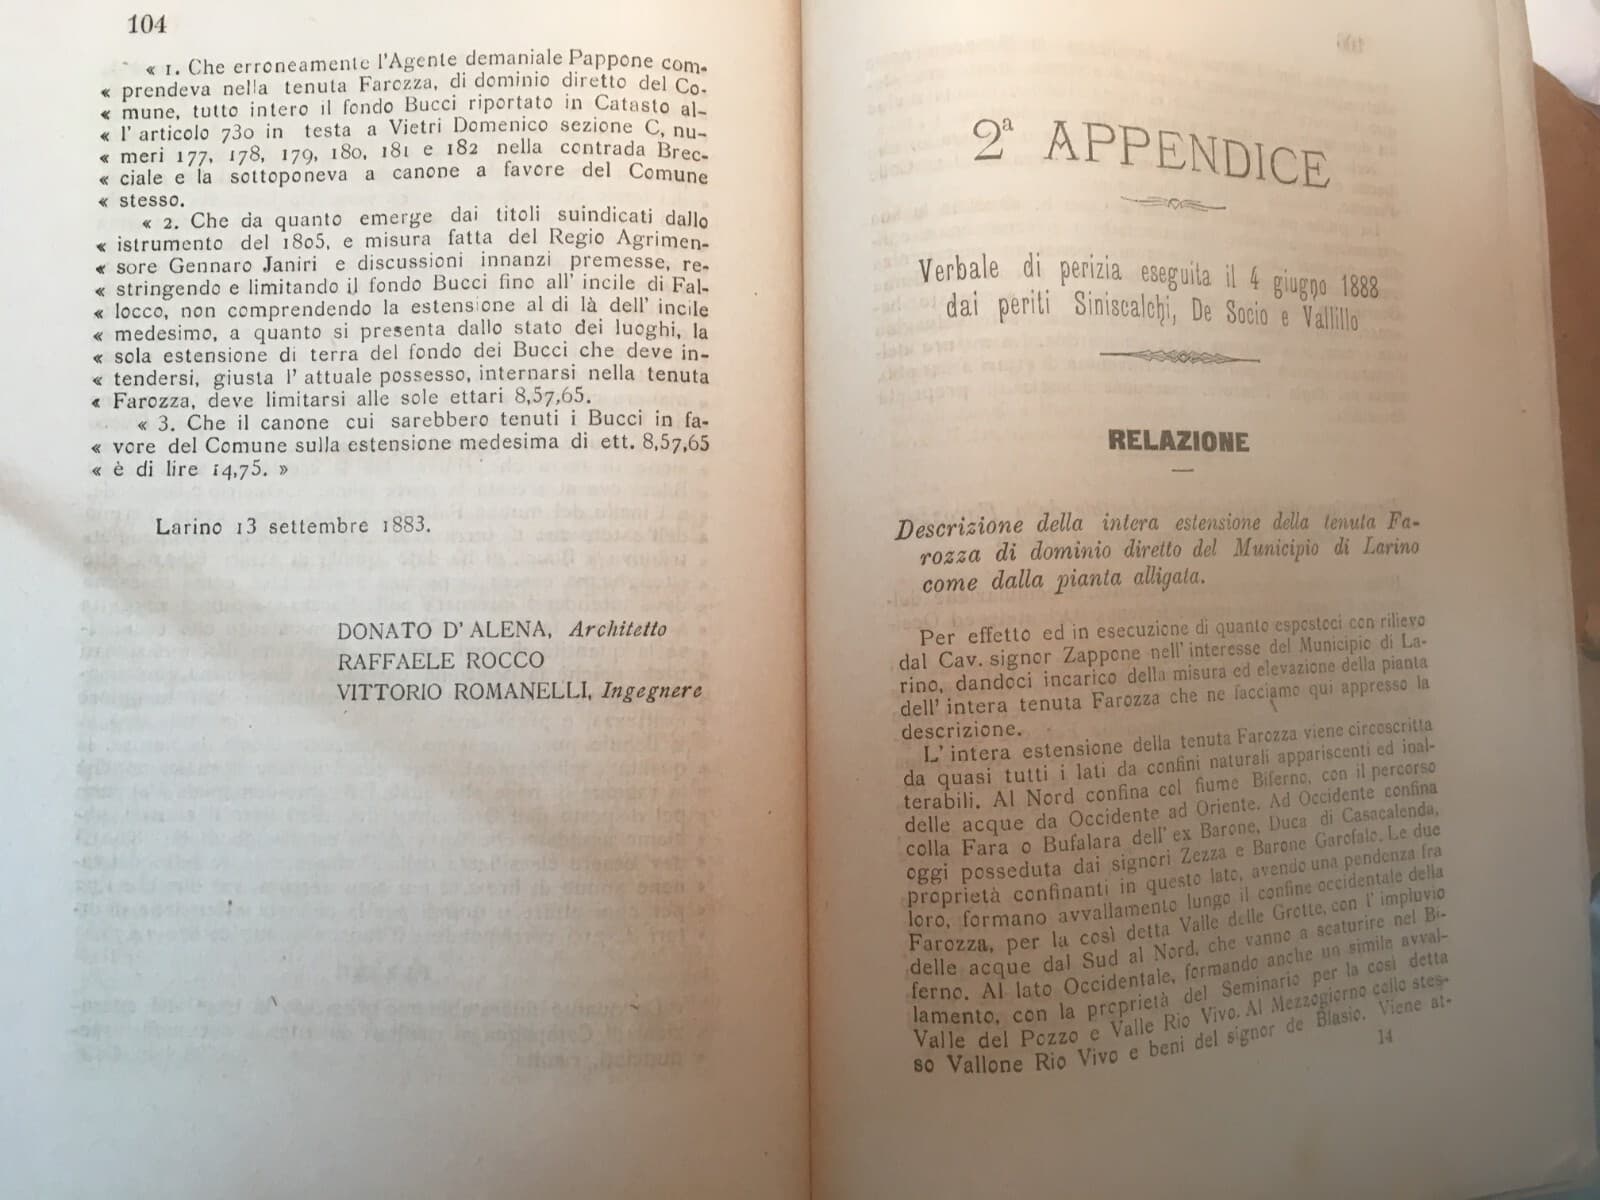 104
« 1. Che erroneamente l'Agente demaniale Pappone com-
« prendeva nella tenuta Farozza, di dominio diretto del Co-
« mune, tutto intero il fondo Bucci riportato in Catasto al-
« l' articolo 730 in testa a Vietri Domenico sezione C, nu-
« meri 177, 178, 179, 180, 181 e 182 nella contrada Brec-
« ciale e la sottoponeva a canone a favore del Comune
« stesso.
« 2. Che da quanto emerge dai titoli suindicati dallo
« istrumento del 1805, e misura fatta del Regio Agrimen-
« sore Gennaro Janiri e discussioni innanzi premesse, re-
« stringendo e limitando il fondo Bucci fino all' incile di Fal-
« locco, non comprendendo la estensione al di là dell' incile
« medesimo, a quanto si presenta dallo stato dei luoghi, la
« sola estensione di terra del fondo dei Bucci che deve in-
« tendersi, giusta l' attuale possesso, internarsi nella tenuta
« Farozza, deve limitarsi alle sole ettari 8,57,65.
« 3. Che il canone cui sarebbero tenuti i Bucci in fa-
« vore del Comune sulla estensione medesima di ett. 8,57,65
« è di lire 14,75. »
Larino 13 settembre 1883.
DONATO D' ALENA, Architetto
RAFFAELE ROCCO
VITTORIO ROMANELLI, Ingegnere
2ª APPENDICE
Verbale di perizia eseguita il 4 giugno 1888
dai periti Siniscalchi, De Socio e Vallillo
RELAZIONE
Descrizione della intera estensione della tenuta Fa-
rozza di dominio diretto del Municipio di Larino
come dalla pianta alligata.
Per effetto ed in esecuzione di quanto espostoci con rilievo
dal Cav. signor Zappone nell' interesse del Municipio di La-
rino, dandoci incarico della misura ed elevazione della pianta
dell' intera tenuta Farozza che ne facciamo qui appresso la
descrizione.
L' intera estensione della tenuta Farozza viene circoscritta
da quasi tutti i lati da confini naturali appariscenti ed inal-
terabili. Al Nord confina col fiume Biferno, con il percorso
delle acque da Occidente ad Oriente. Ad Occidente confina
colla Fara o Bufalara dell' ex Barone, Duca di Casacalenda,
oggi posseduta dai signori Zezza e Barone Garofalo. Le due
proprietà confinanti in questo lato, avendo una pendenza fra
loro, formano avvallamento lungo il confine occidentale della
Farozza, per la così detta Valle delle Grotte, con l' impluvio
delle acque dal Sud al Nord, che vanno a scaturire nel Bi-
ferno. Al lato Occidentale, formando anche un simile avval-
lamento, con la proprietà del Seminario per la così detta
Valle del Pozzo e Valle Rio Vivo. Al Mezzogiorno collo stes-
so Vallone Rio Vivo e beni del signor de Blasio. Viene at-
14